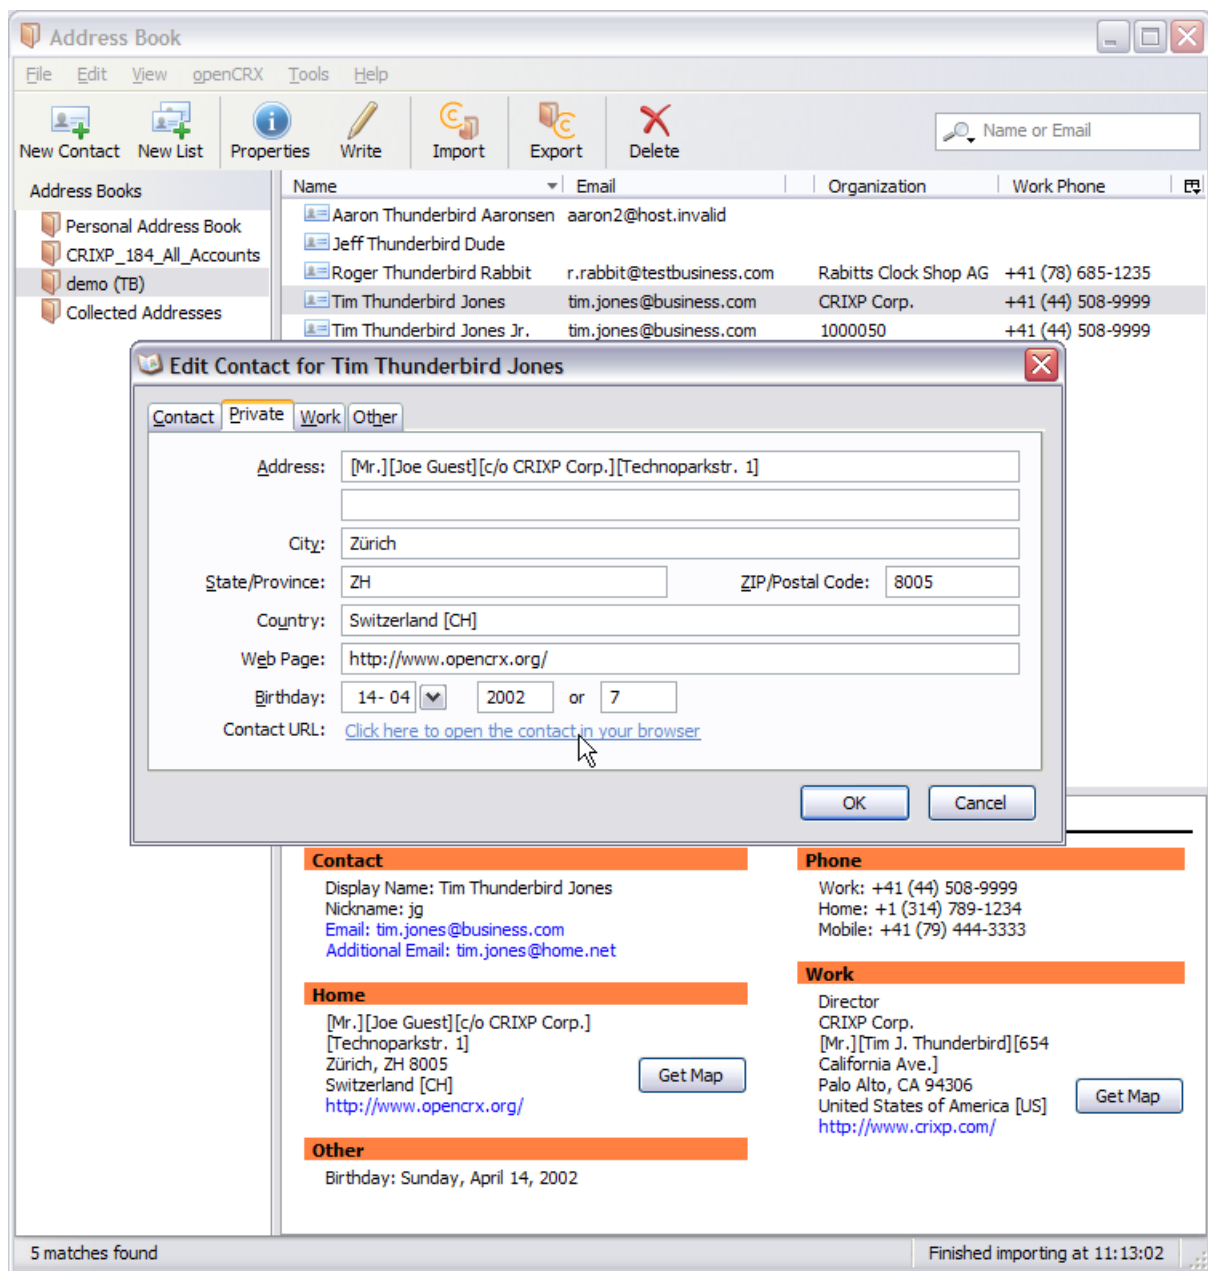 Address Book
File Edit View openCRX Tools Help
New Contact New List Properties Write Import Export Delete
Name or Email
Address Books
Personal Address Book
CRIXP_184_All_Accounts
demo (TB)
Collected Addresses
Name Email Organization Work Phone
Aaron Thunderbird Aaronsen aaron2@host.invalid
Jeff Thunderbird Dude
Roger Thunderbird Rabbit r.rabbit@testbusiness.com Rabitts Clock Shop AG +41 (78) 685-1235
Tim Thunderbird Jones tim.jones@business.com CRIXP Corp. +41 (44) 508-9999
Tim Thunderbird Jones Jr. tim.jones@business.com 1000050 +41 (44) 508-9999
Edit Contact for Tim Thunderbird Jones
Contact Private Work Other
Address: [Mr.][Joe Guest][c/o CRIXP Corp.][Technoparkstr. 1]
City: Zürich
State/Province: ZH ZIP/Postal Code: 8005
Country: Switzerland [CH]
Web Page: http://www.opencrx.org/
Birthday: 14- 04 2002 or 7
Contact URL: Click here to open the contact in your browser
OK Cancel
Contact
Display Name: Tim Thunderbird Jones
Nickname: jg
Email: tim.jones@business.com
Additional Email: tim.jones@home.net
Phone
Work: +41 (44) 508-9999
Home: +1 (314) 789-1234
Mobile: +41 (79) 444-3333
Home
[Mr.][Joe Guest][c/o CRIXP Corp.]
[Technoparkstr. 1]
Zürich, ZH 8005
Switzerland [CH]
http://www.opencrx.org/
Get Map
Work
Director
CRIXP Corp.
[Mr.][Tim J. Thunderbird][654
California Ave.]
Palo Alto, CA 94306
United States of America [US]
http://www.crixp.com/
Get Map
Other
Birthday: Sunday, April 14, 2002
5 matches found
Finished importing at 11:13:02